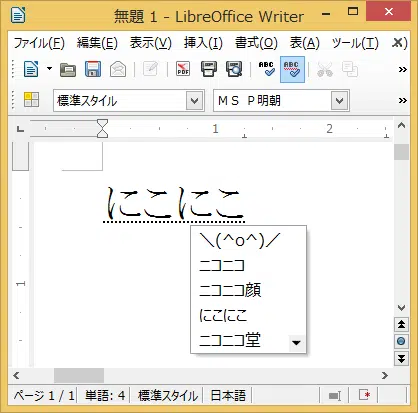 無題 1 - LibreOffice Writer
ファイル(F) 編集(E) 表示(V) 挿入(I) 書式(O) 表(A) ツール(T) (X)
PDF ABC ABC
標準スタイル ＭＳ Ｐ明朝
1 2
にこにこ
＼(^o^)／
ニコニコ
ニコニコ顔
にこにこ
ニコニコ堂
1
ページ 1 / 1 単語: 4 標準スタイル 日本語